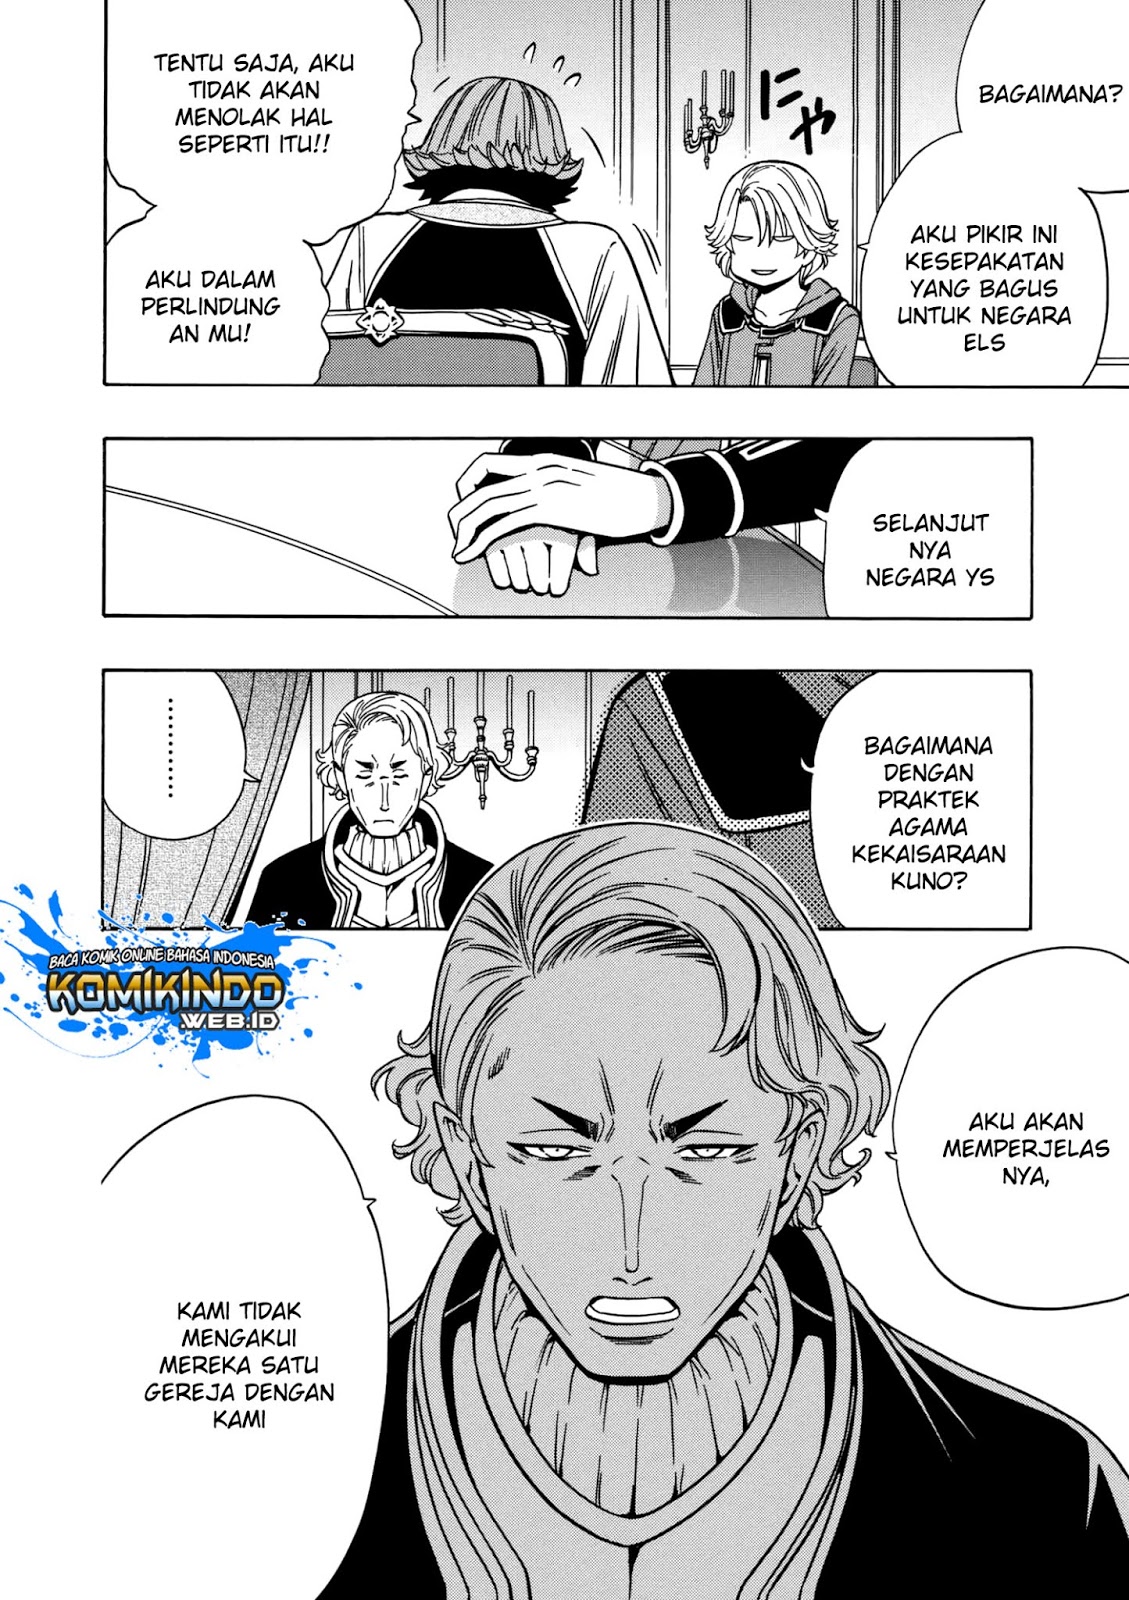 BAGAIMANA?
AKU PIKIR INI
KESEPAKATAN
YANG BAGUS
UNTUK NEGARA
ELS
にゃ
TENTU SAJA, AKU
TIDAK AKAN
MENOLAK HAL
SEPERTI ITU!!
AKU DALAM
PERLINDUNG
AN MU!
SELANJUT
NYA
NEGARA YS
BAGAIMANA
DENGAN
PRAKTEK
AGAMA
KEKAISARAAN
KUNO?
..........
BACA KOMIK ONLINE BAHASA INDONESIA
KOMIKINDO
.WEB.ID
AKU AKAN
MEMPERJELAS
NYA,
KAMI TIDAK
MENGAKUI
MEREKA SATU
GEREJA DENGAN
KAMI